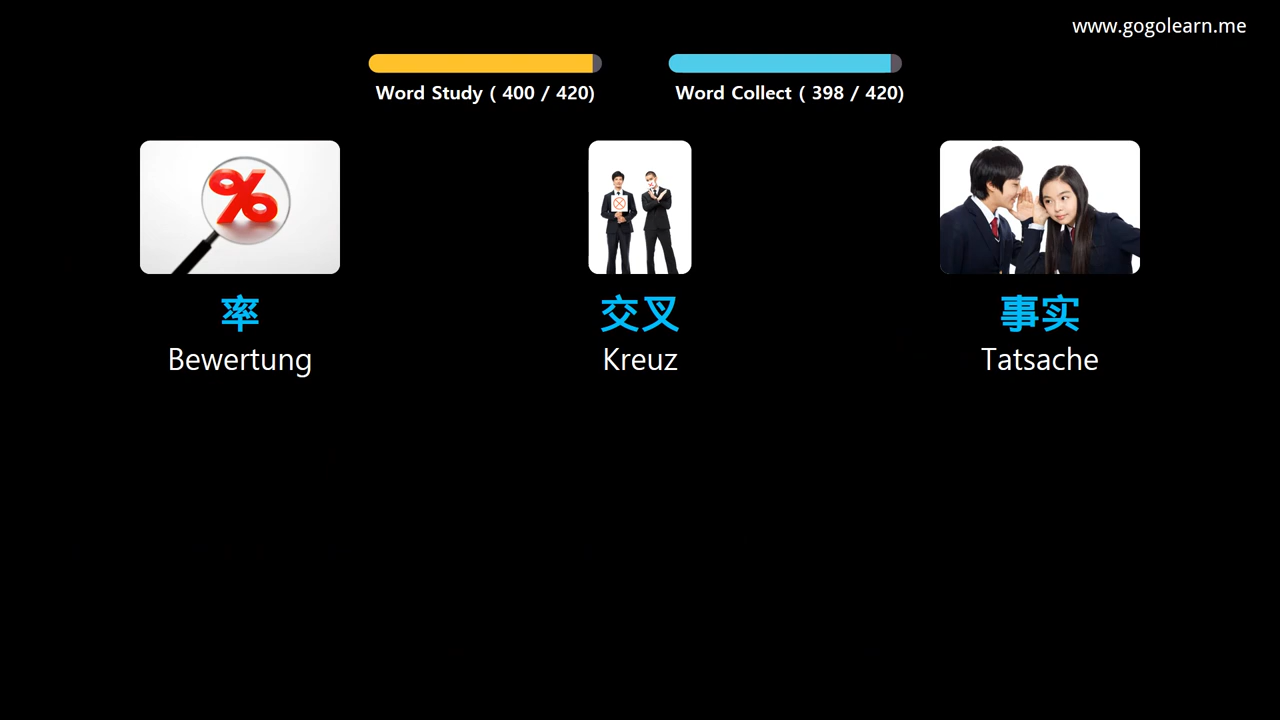 www.gogolearn.me
Word Study ( 400 / 420)
Word Collect ( 398 / 420)
%
率
交叉
事实
Bewertung
Kreuz
Tatsache